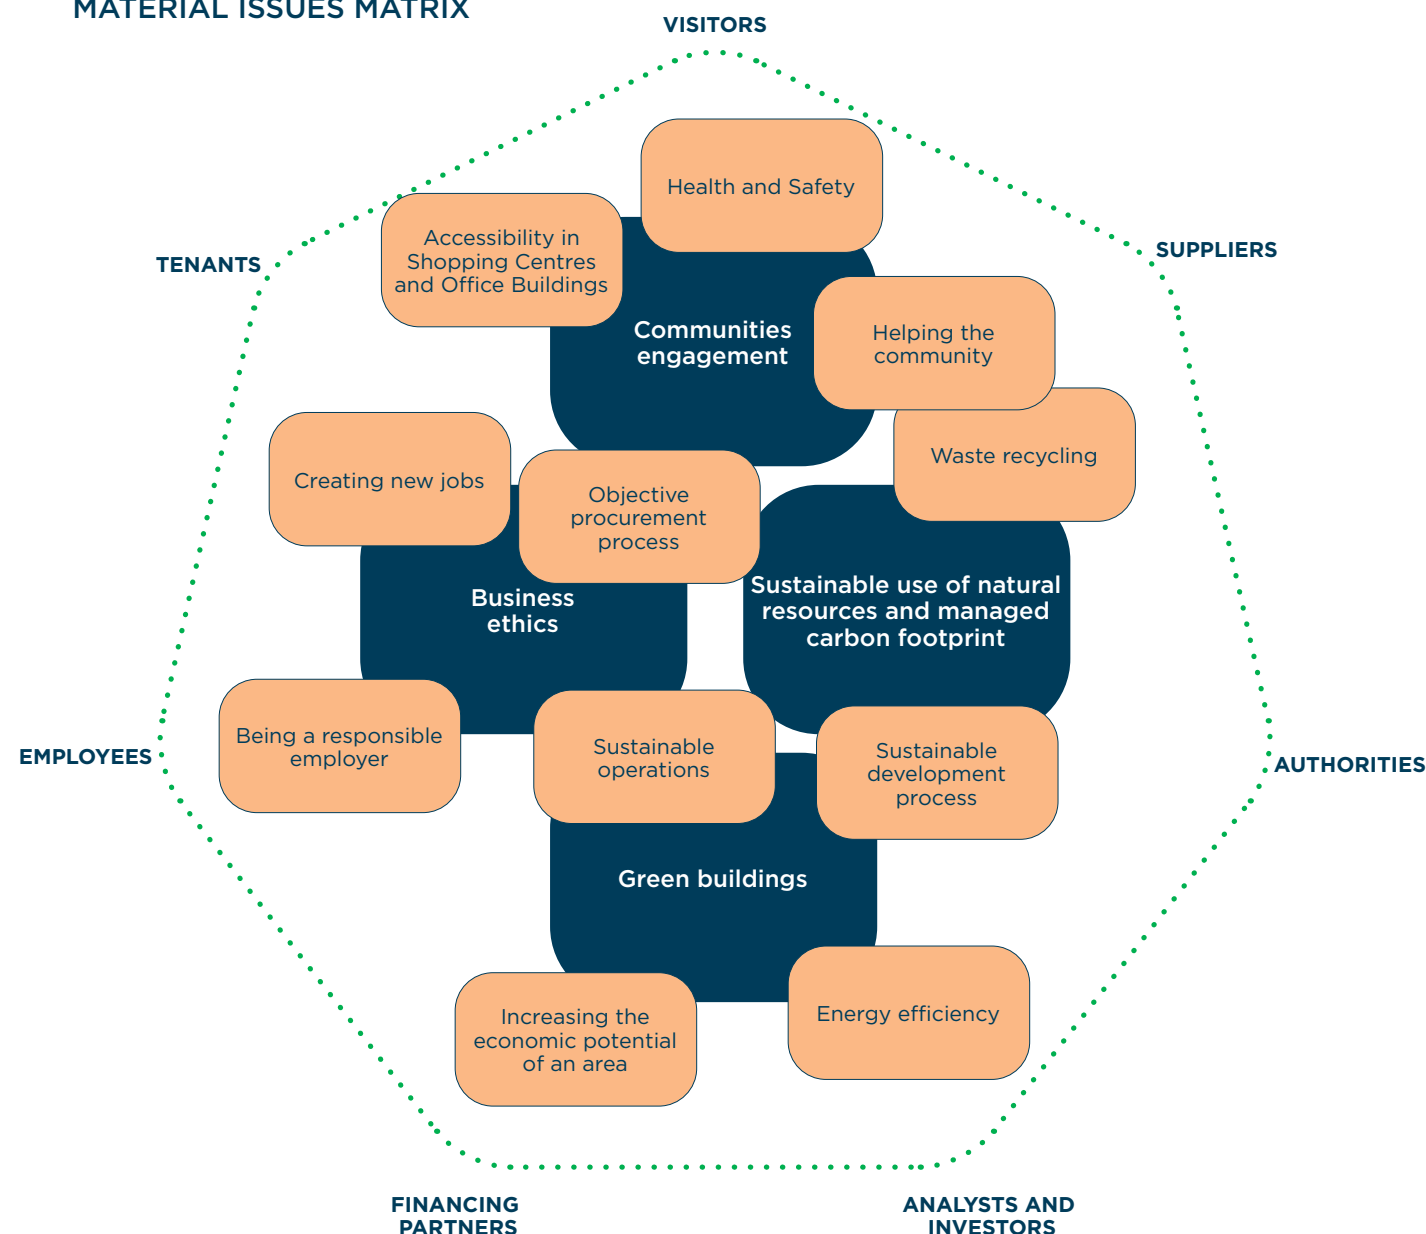 MATERIAL ISSUES MATRIX
VISITORS
Health and Safety
Accessibility in
Shopping Centres
and Office Buildings
TENANTS
SUPPLIERS
Communities
engagement
Helping the
community
Waste recycling
Creating new jobs
Objective
procurement
process
Sustainable use of natural
resources and managed
carbon footprint
Business
ethics
Being a responsible
employer
EMPLOYEES
Sustainable
operations
Sustainable
development
process
AUTHORITIES
Green buildings
Increasing the
economic potential
of an area
Energy efficiency
FINANCING
PARTNERS
ANALYSTS AND
INVESTORS